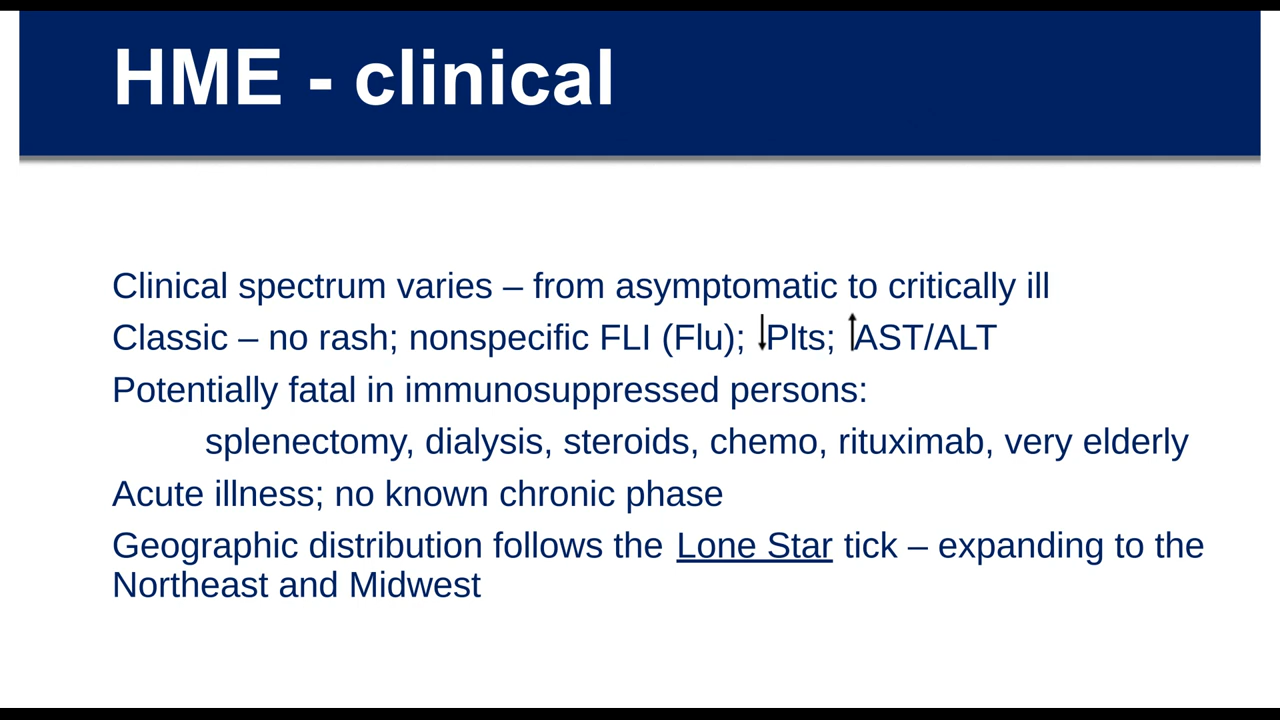 HME - clinical
Clinical spectrum varies – from asymptomatic to critically ill
Classic – no rash; nonspecific FLI (Flu); ↓Plts; ↑AST/ALT
Potentially fatal in immunosuppressed persons:
splenectomy, dialysis, steroids, chemo, rituximab, very elderly
Acute illness; no known chronic phase
Geographic distribution follows the Lone Star tick – expanding to the
Northeast and Midwest